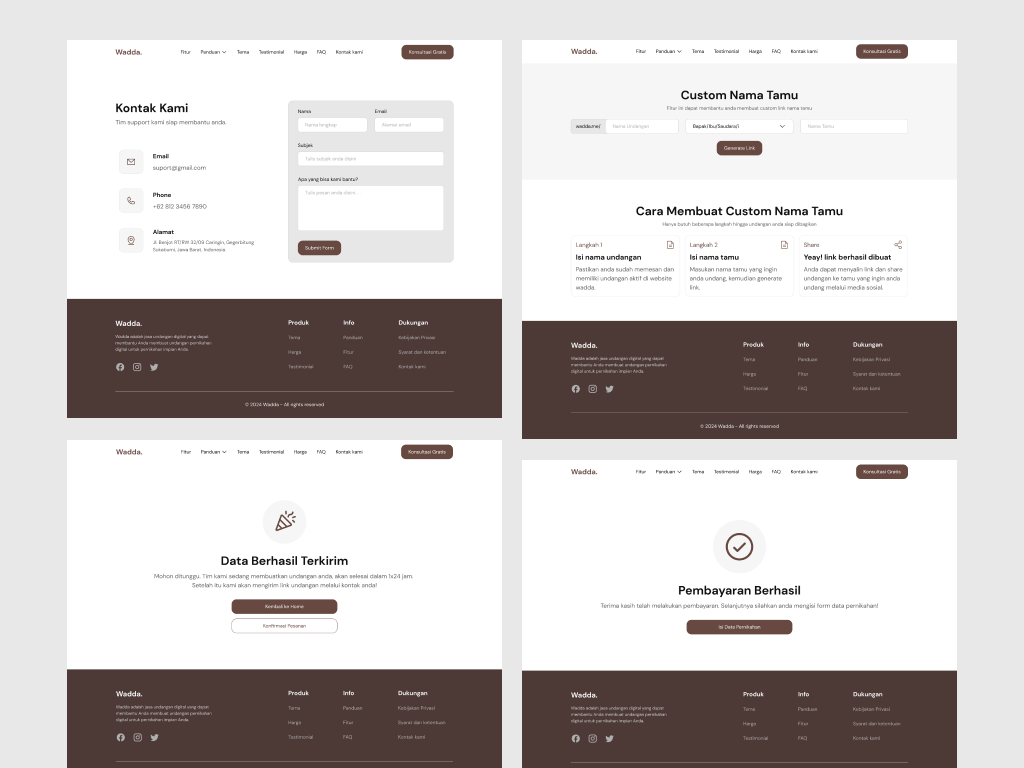 Wadda.
Fitur Panduan Tema Testimonial Harga FAQ Kontak kami
Konsultasi Gratis
Kontak Kami
Tim support kami siap membantu anda.
Email
suport@gmail.com
Phone
+62 812 3456 7890
Alamat
Jl. Benjot RT/RW 32/09 Caringin, Gegerbitung
Sukabumi, Jawa Barat, Indonesia.
Nama
Nama lengkap
Email
Alamat email
Subjek
Tulis subjek anda disini
Apa yang bisa kami bantu?
Tulis pesan anda disini
Submit Form
Wadda.
Wadda adalah jasa undangan digital yang dapat
membantu Anda membuat undangan pernikahan
digital untuk pernikahan impian Anda.
Produk
Tema
Harga
Testimonial
Info
Panduan
Fitur
FAQ
Dukungan
Kebijakan Privasi
Syarat dan ketentuan
Kontak kami
© 2024 Wadda - All rights reserved
Wadda.
Fitur Panduan Tema Testimonial Harga FAQ Kontak kami
Konsultasi Gratis
Custom Nama Tamu
Fitur ini dapat membantu anda membuat custom link nama tamu.
wadda.me/
Nama Undangan
Bapak/Ibu/Saudara/i
Nama Tamu
Generate Link
Cara Membuat Custom Nama Tamu
Hanya butuh beberapa langkah hingga undangan anda siap dibagikan
Langkah 1
Isi nama undangan
Pastikan anda sudah memesan dan
memiliki undangan aktif di website
wadda.
Langkah 2
Isi nama tamu
Masukan nama tamu yang ingin
anda undang, kemudian generate
link.
Share
Yeay! link berhasil dibuat
Anda dapat menyalin link dan share
undangan ke tamu yang ingin anda
undang melalui media sosial.
Wadda.
Wadda adalah jasa undangan digital yang dapat
membantu Anda membuat undangan pernikahan
digital untuk pernikahan impian Anda.
Produk
Tema
Harga
Testimonial
Info
Panduan
Fitur
FAQ
Dukungan
Kebijakan Privasi
Syarat dan ketentuan
Kontak kami
© 2024 Wadda - All rights reserved
Wadda.
Fitur Panduan Tema Testimonial Harga FAQ Kontak kami
Konsultasi Gratis
Data Berhasil Terkirim
Mohon ditunggu. Tim kami sedang membuatkan undangan anda, akan selesai dalam 1x24 jam.
Setelah itu kami akan mengirim link undangan melalui kontak anda!
Kembali ke Home
Konfirmasi Pesanan
Wadda.
Wadda adalah jasa undangan digital yang dapat
membantu Anda membuat undangan pernikahan
digital untuk pernikahan impian Anda.
Produk
Tema
Harga
Testimonial
Info
Panduan
Fitur
FAQ
Dukungan
Kebijakan Privasi
Syarat dan ketentuan
Kontak kami
Wadda.
Fitur Panduan Tema Testimonial Harga FAQ Kontak kami
Konsultasi Gratis
Pembayaran Berhasil
Terima kasih telah melakukan pembayaran. Selanjutnya silahkan anda mengisi form data pernikahan!
Isi Data Pernikahan
Wadda.
Wadda adalah jasa undangan digital yang dapat
membantu Anda membuat undangan pernikahan
digital untuk pernikahan impian Anda.
Produk
Tema
Harga
Testimonial
Info
Panduan
Fitur
FAQ
Dukungan
Kebijakan Privasi
Syarat dan ketentuan
Kontak kami